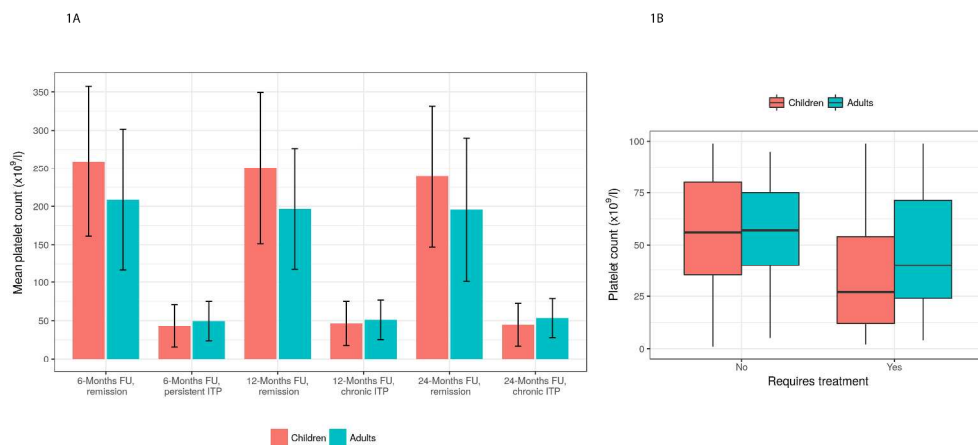 1A
Mean platelet count (x10⁹/l)
350
300
250
200
150
100
50
0
6-Months FU,
remission
6-Months FU,
persistent ITP
12-Months FU,
remission
12-Months FU,
chronic ITP
24-Months FU,
remission
24-Months FU,
chronic ITP
Children Adults
1B
Children Adults
Platelet count (x10⁹/l)
100
75
50
25
0
No Yes
Requires treatment